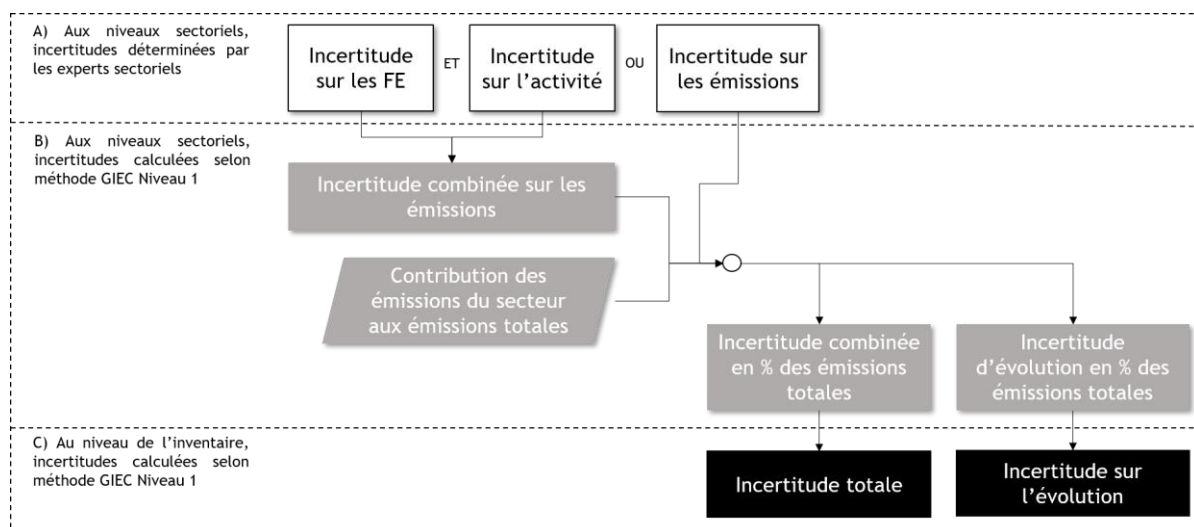 A) Aux niveaux sectoriels,
incertitudes déterminées par
les experts sectoriels
Incertitude
sur les FE
ET
Incertitude
sur l’activité
OU
Incertitude sur
les émissions
B) Aux niveaux sectoriels,
incertitudes calculées selon
méthode GIEC Niveau 1
Incertitude combinée sur les
émissions
Contribution des
émissions du secteur
aux émissions totales
Incertitude combinée
en % des émissions
totales
Incertitude
d’évolution en % des
émissions totales
C) Au niveau de l’inventaire,
incertitudes calculées selon
méthode GIEC Niveau 1
Incertitude totale
Incertitude sur
l’évolution